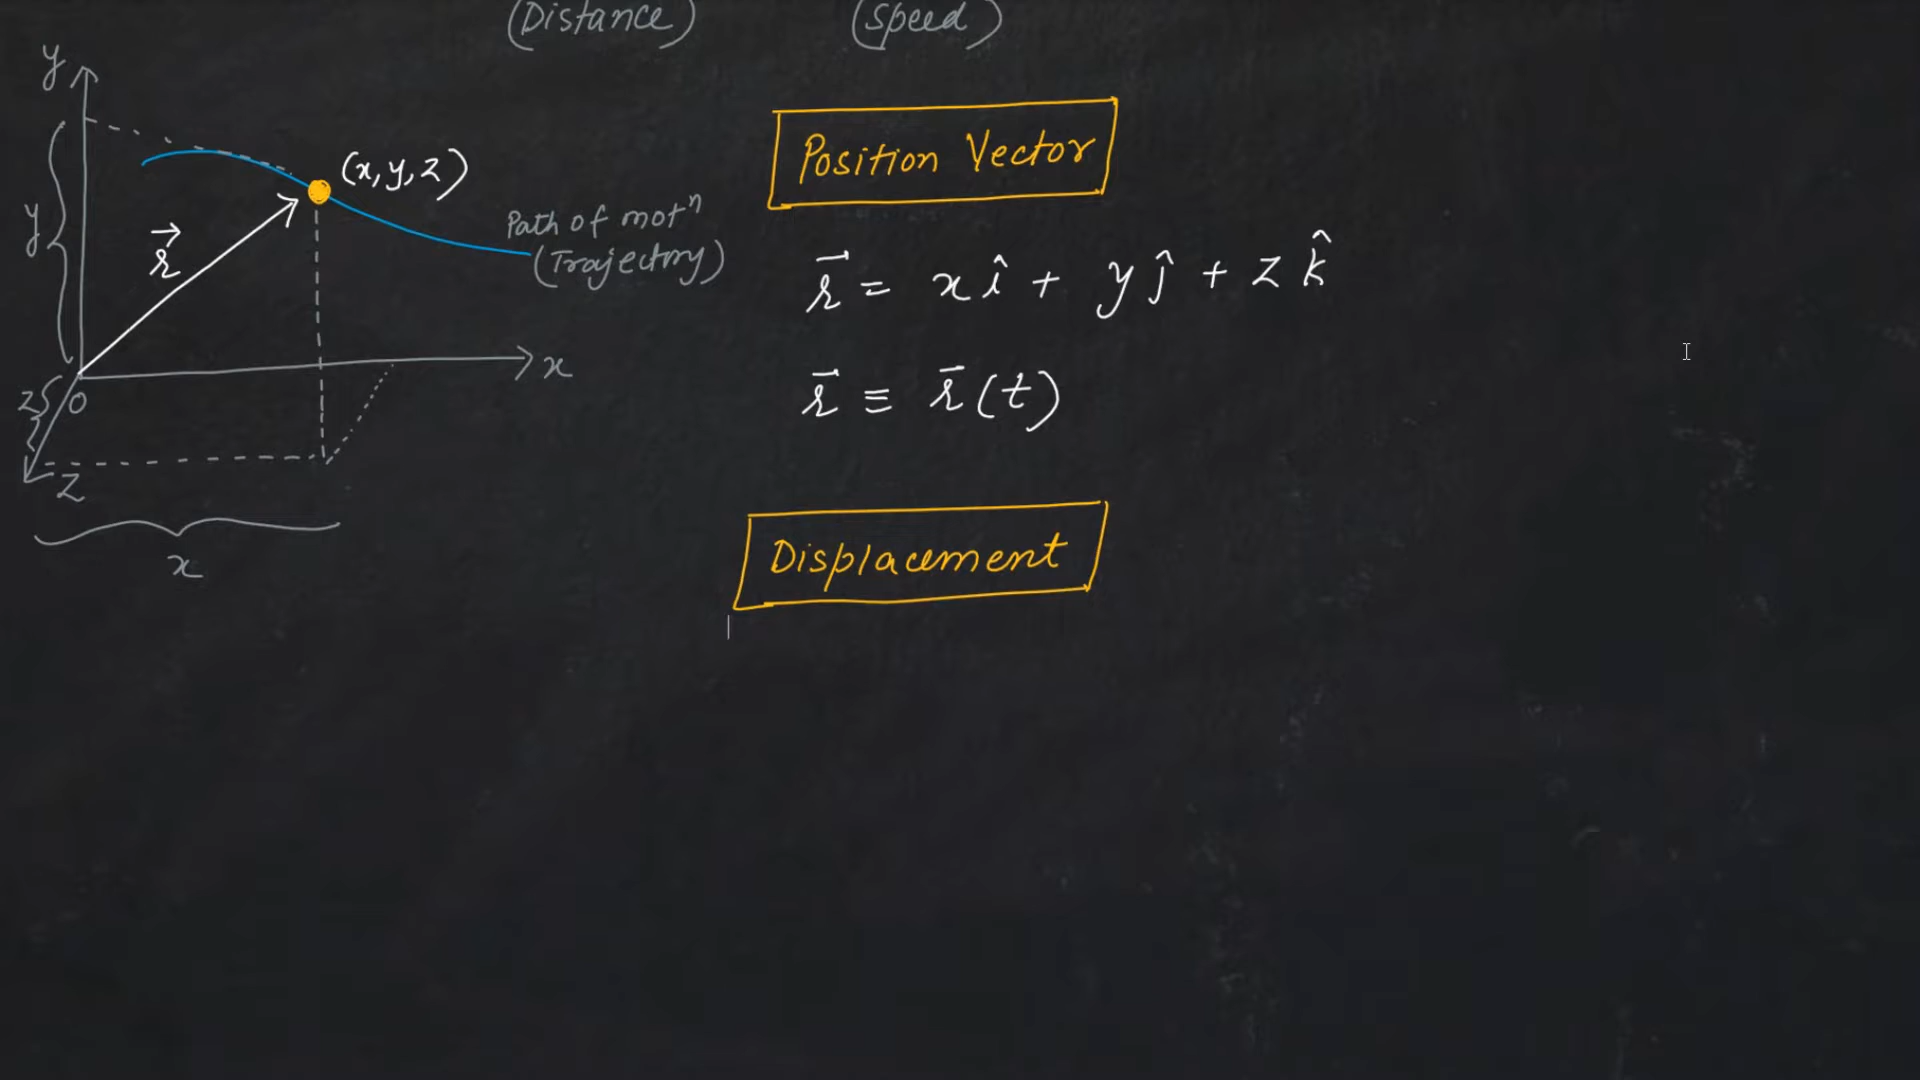 (Distance) (Speed)
y
(x, y, z)
Position Vector
y
r⃗
Path of motⁿ
(Trajectory)
r⃗ = x î + y ĵ + z k̂
x
z
O
r⃗ ≡ r⃗ (t)
z
x
Displacement